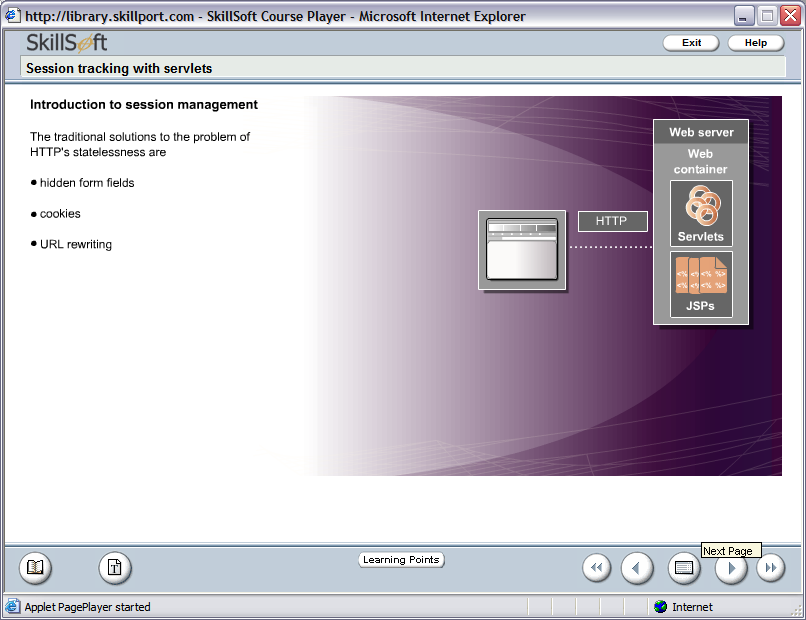 http://library.skillport.com - SkillSoft Course Player - Microsoft Internet Explorer
SkillSoft
Exit
Help
Session tracking with servlets
Introduction to session management
The traditional solutions to the problem of
HTTP's statelessness are
• hidden form fields
• cookies
• URL rewriting
HTTP
Web server
Web
container
Servlets
<% <% %>
<% <% %>
JSPs
Learning Points
Next Page
T
Applet PagePlayer started
Internet